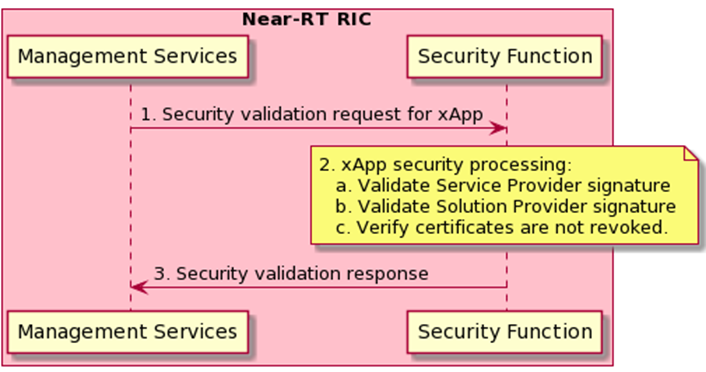 Near-RT RIC
Management Services
Security Function
1. Security validation request for xApp
2. xApp security processing:
a. Validate Service Provider signature
b. Validate Solution Provider signature
c. Verify certificates are not revoked.
3. Security validation response
Management Services
Security Function